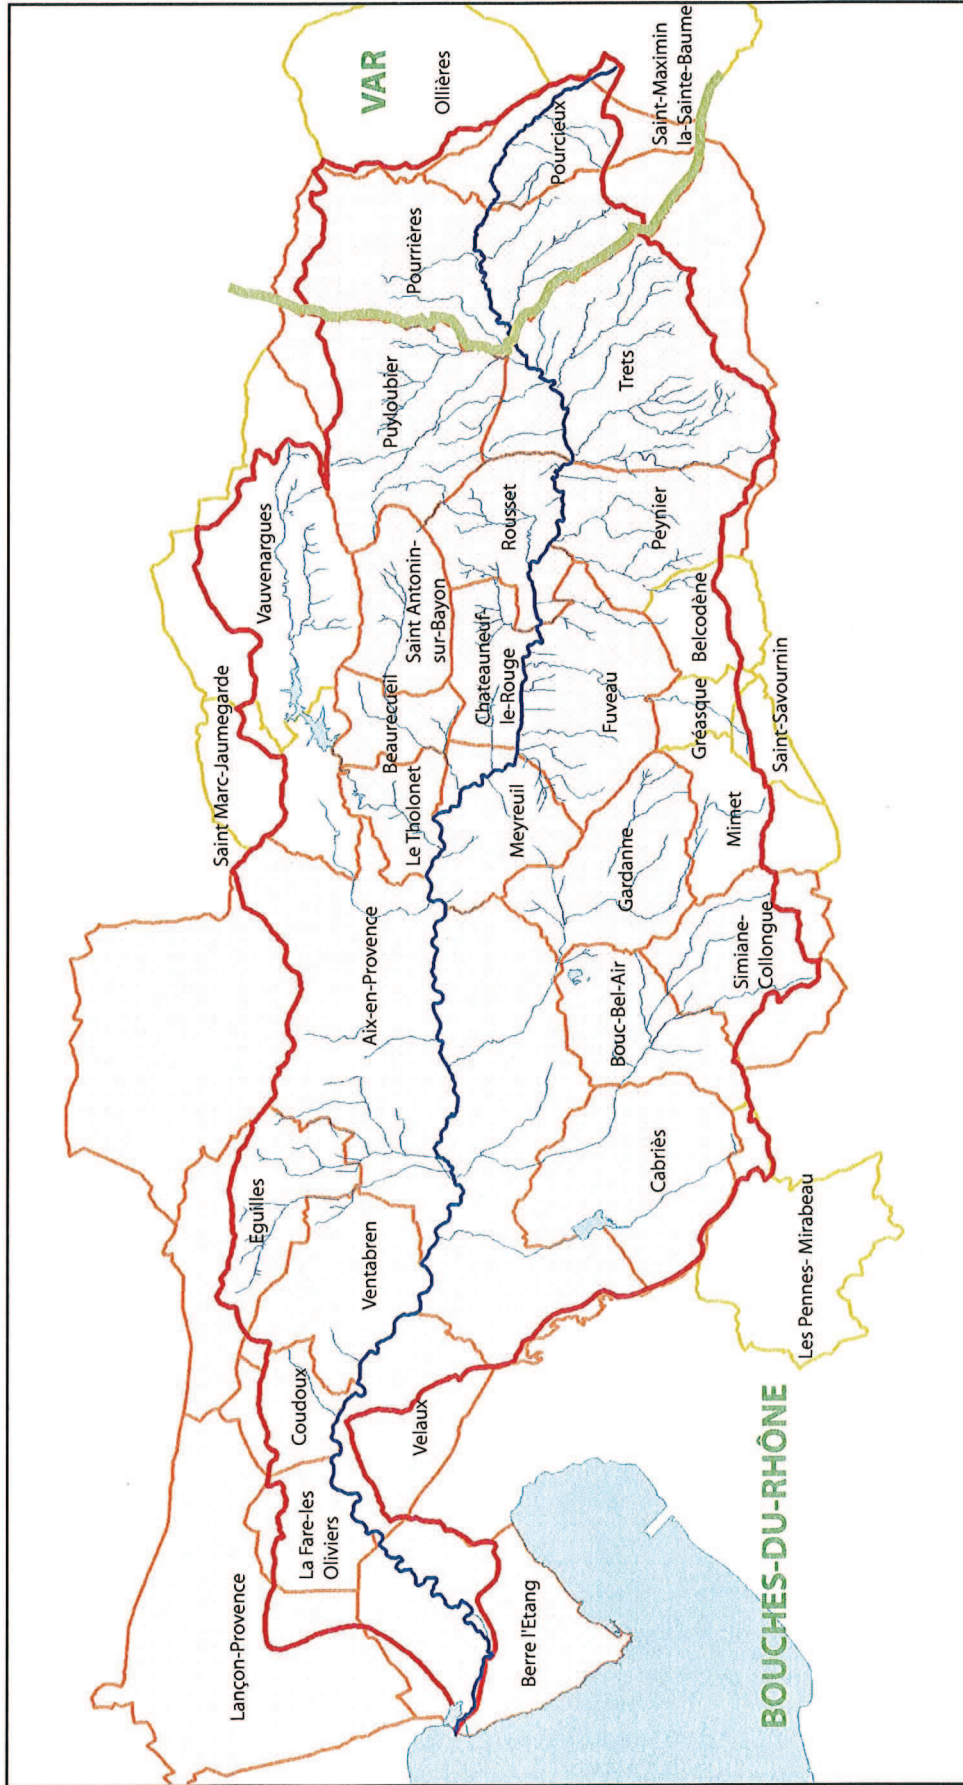 VAR
Ollières
Saint-Maximin
la-Sainte-Baume
Pourcieux
Pourrières
Puyloubier
Trets
Vauvenargues
Saint Antonin-
sur-Bayon
Rousset
Peynier
Saint Marc-Jaumegarde
Beaurecueil
Chateauneuf-
le-Rouge
Belcodène
Le Tholonet
Fuveau
Gréasque
Saint-Savournin
Meyreuil
Gardanne
Mimet
Aix-en-Provence
Bouc-Bel-Air
Simiane-
Collongue
Eguilles
Cabriès
Ventabren
Les Pennes- Mirabeau
Coudoux
Velaux
La Fare-les
Oliviers
Lançon-Provence
Berre l'Etang
BOUCHES-DU-RHÔNE